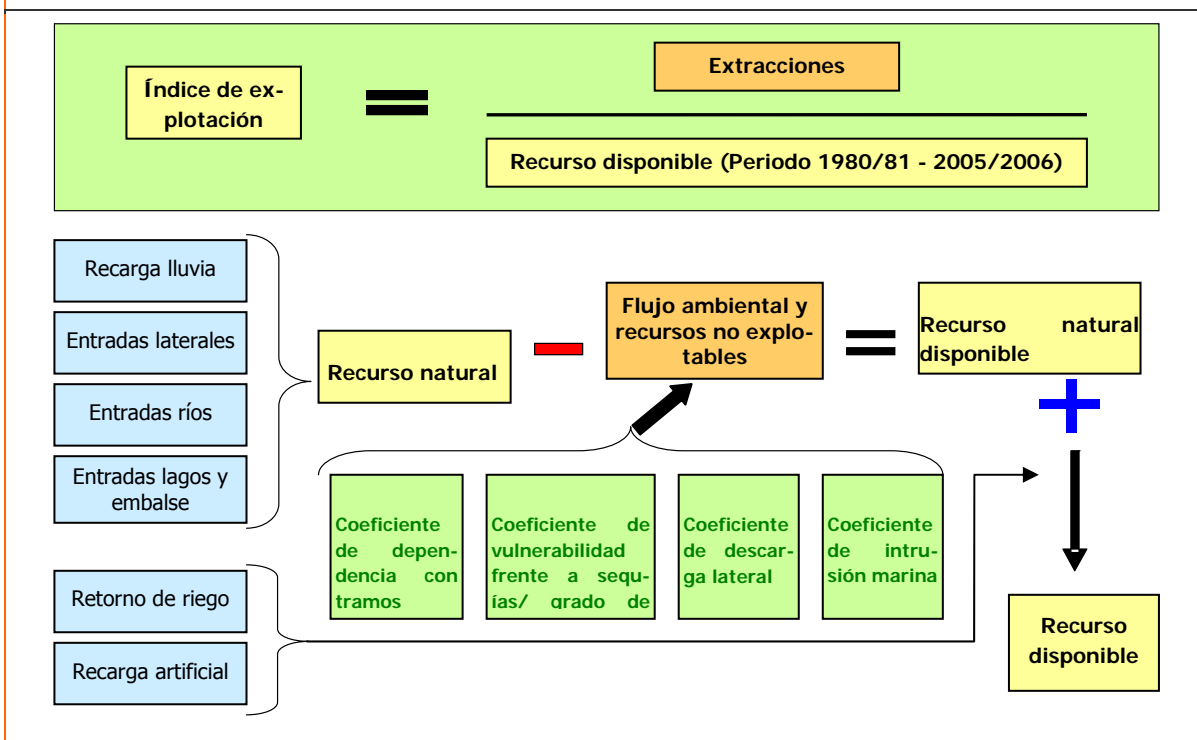 Índice de ex-
plotación
Extracciones
Recurso disponible (Periodo 1980/81 - 2005/2006)
Recarga lluvia
Entradas laterales
Entradas ríos
Entradas lagos y
embalse
Recurso natural
Flujo ambiental y
recursos no explo-
tables
Recurso natural
disponible
Coeficiente
de depen-
dencia con
tramos
Coeficiente de
vulnerabilidad
frente a sequ-
ías/ grado de
Coeficiente
de descar-
ga lateral
Coeficiente
de intru-
sión marina
Retorno de riego
Recarga artificial
Recurso
disponible